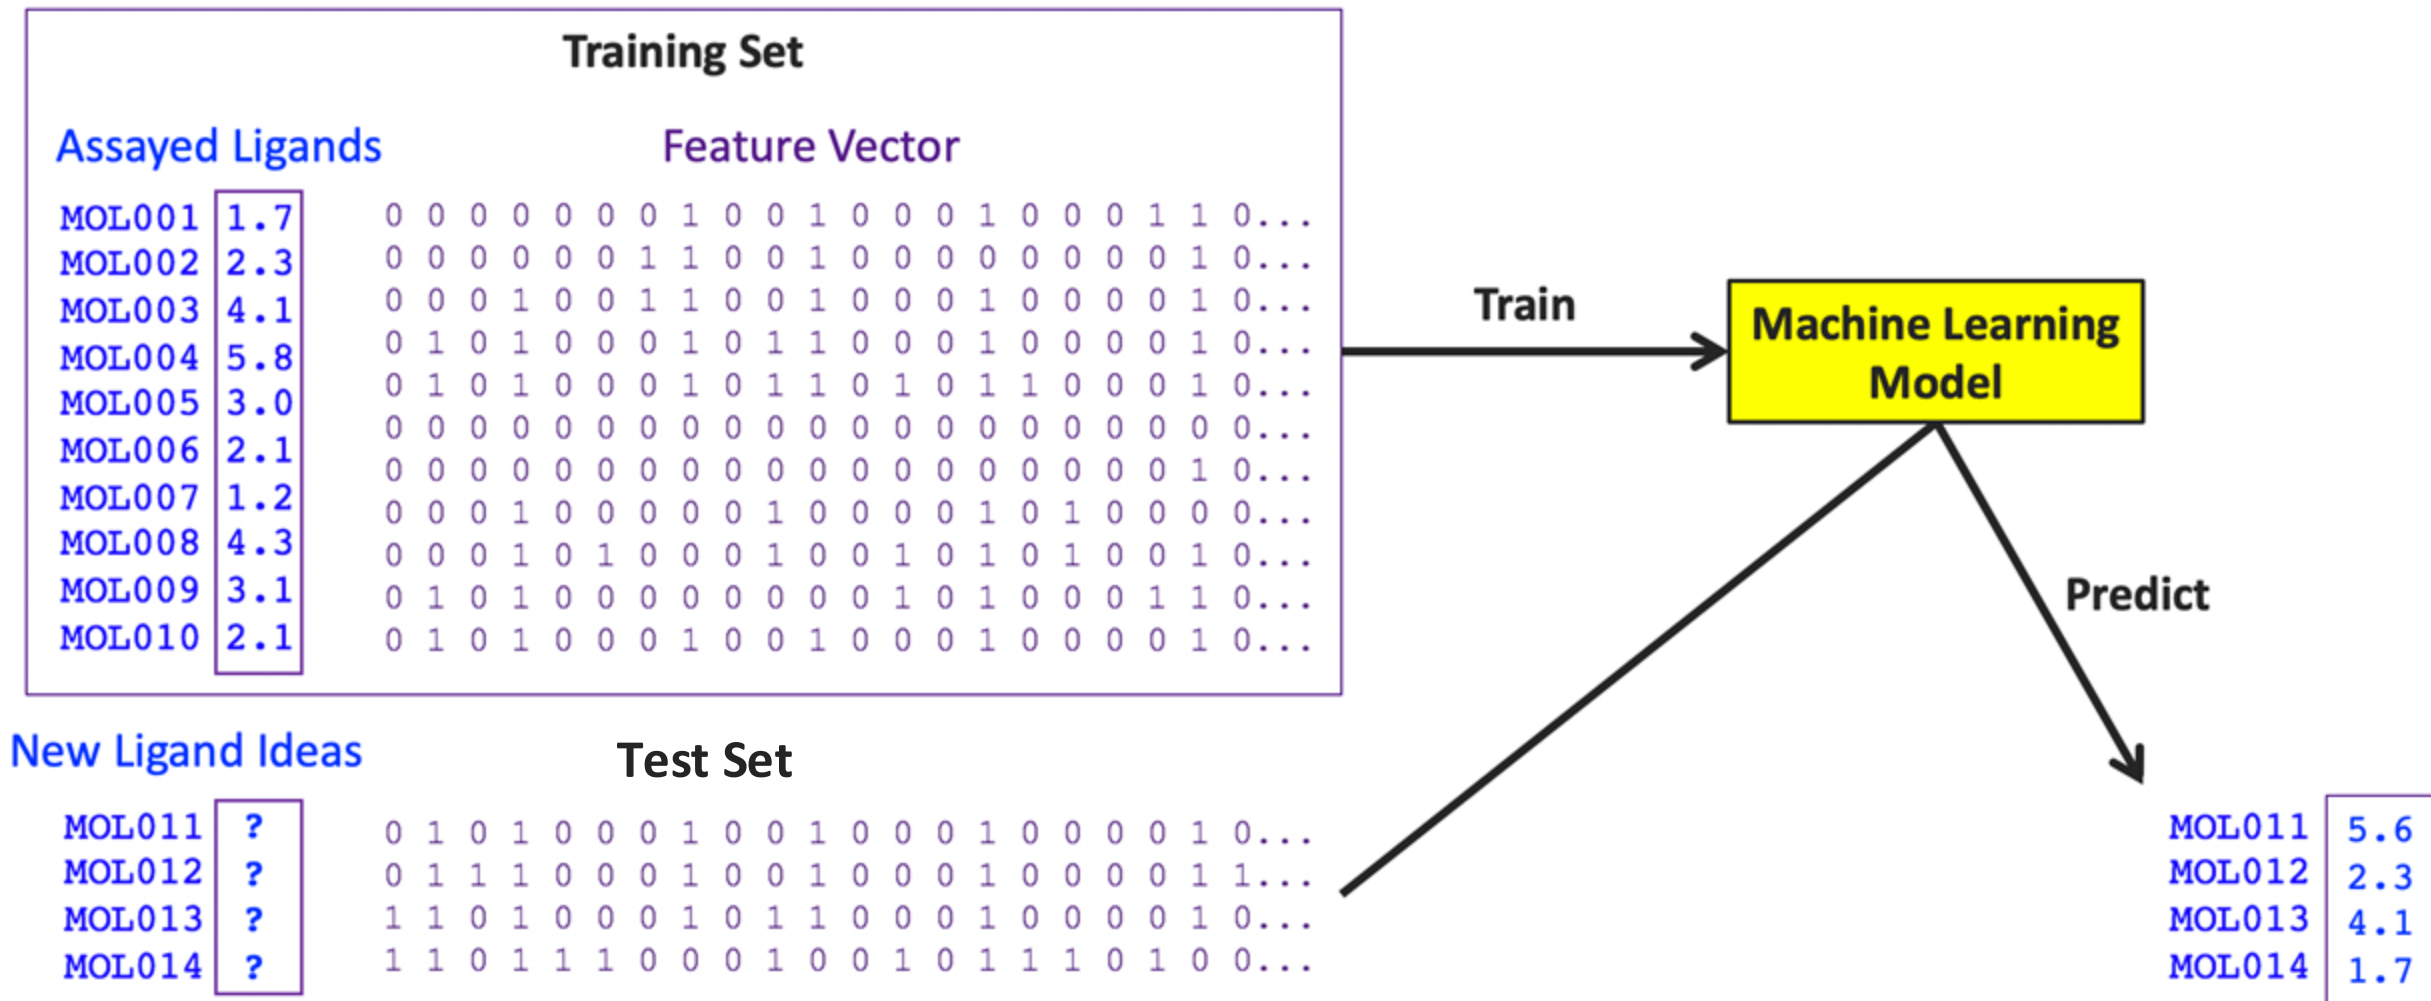 Training Set
Assayed Ligands
Feature Vector
MOL001 1.7
MOL002 2.3
MOL003 4.1
MOL004 5.8
MOL005 3.0
MOL006 2.1
MOL007 1.2
MOL008 4.3
MOL009 3.1
MOL010 2.1
0 0 0 0 0 0 0 1 0 0 1 0 0 0 1 0 0 0 1 1 0...
0 0 0 0 0 0 1 1 0 0 1 0 0 0 0 0 0 0 0 1 0...
0 0 0 1 0 0 1 1 0 0 1 0 0 0 1 0 0 0 0 1 0...
0 1 0 1 0 0 0 1 0 1 1 0 0 0 1 0 0 0 0 1 0...
0 1 0 1 0 0 0 1 0 1 1 0 1 0 1 1 0 0 0 1 0...
0 0 0 0 0 0 0 0 0 0 0 0 0 0 0 0 0 0 0 0 0...
0 0 0 0 0 0 0 0 0 0 0 0 0 0 0 0 0 0 0 1 0...
0 0 0 1 0 0 0 0 0 1 0 0 0 0 1 0 1 0 0 0 0...
0 0 0 1 0 1 0 0 0 1 0 0 1 0 1 0 1 0 0 1 0...
0 1 0 1 0 0 0 0 0 0 0 0 1 0 1 0 0 0 1 1 0...
0 1 0 1 0 0 0 1 0 0 1 0 0 0 1 0 0 0 0 1 0...
Train
Machine Learning
Model
Predict
New Ligand Ideas
Test Set
MOL011 ?
MOL012 ?
MOL013 ?
MOL014 ?
0 1 0 1 0 0 0 1 0 0 1 0 0 0 1 0 0 0 0 1 0...
0 1 1 1 0 0 0 1 0 0 1 0 0 0 1 0 0 0 0 1 1...
1 1 0 1 0 0 0 1 0 1 1 0 0 0 1 0 0 0 0 1 0...
1 1 0 1 1 1 0 0 0 1 0 0 1 0 1 1 1 0 1 0 0...
MOL011 5.6
MOL012 2.3
MOL013 4.1
MOL014 1.7